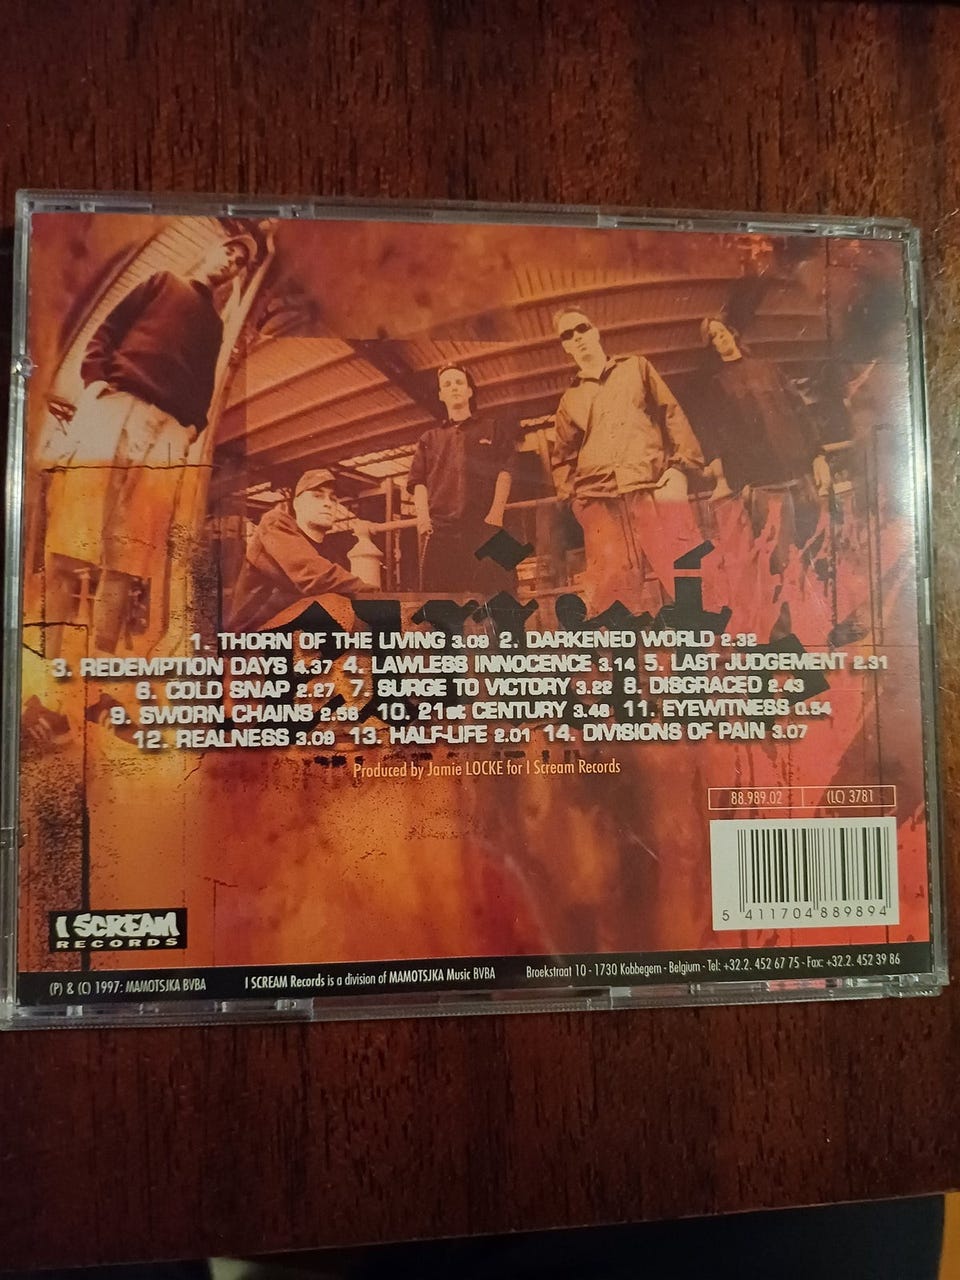 1. THORN OF THE LIVING 3.09 2. DARKENED WORLD 2.32
3. REDEMPTION DAYS 4.37 4. LAWLESS INNOCENCE 3.14 5. LAST JUDGEMENT 2.31
6. COLD SNAP 2.27 7. SURGE TO VICTORY 3.22 8. DISGRACED 2.43
9. SWORN CHAINS 2.58 10. 21st CENTURY 3.48 11. EYEWITNESS 0.54
12. REALNESS 3.09 13. HALF-LIFE 2.01 14. DIVISIONS OF PAIN 3.07
Produced by Jamie LOCKE for I Scream Records
88.989.02 (LC) 3781
5 411704 889894
I SCREAM
RECORDS
(P) & (C) 1997: MAMOTSJKA BVBA I SCREAM Records is a division of MAMOTSJKA Music BVBA Broekstraat 10 - 1730 Kobbegem - Belgium - Tel: +32.2. 452 67 75 - Fax: +32.2. 452 39 86